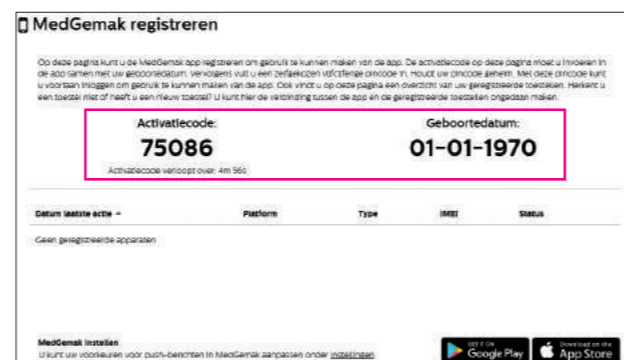 MedGemak registreren
Op deze pagina kunt u de MedGemak app registreren om gebruik te kunnen maken van de app. De activatiecode op deze pagina moet u invoeren in
de app samen met uw geboortedatum. Vervolgens vult u een zelfgekozen vijfcijferige pincode in. Houdt uw pincode geheim. Met deze pincode kunt
u voortaan inloggen om gebruik te kunnen maken van de app. Ook vindt u op deze pagina een overzicht van uw geregistreerde toestellen. Herkent u
een toestel niet of heeft u een nieuw toestel? U kunt hier de verbinding tussen de app en de geregistreerde toestellen ongedaan maken.
Activatiecode: Geboortedatum:
75086 01-01-1970
Activatiecode verloopt over: 4m 56s
Datum laatste actie Platform Type IMEI Status
Geen geregistreerde apparaten
MedGemak instellen
U kunt uw voorkeuren voor push-berichten in MedGemak aanpassen onder instellingen
GET IT ON Google Play
Download on the App Store